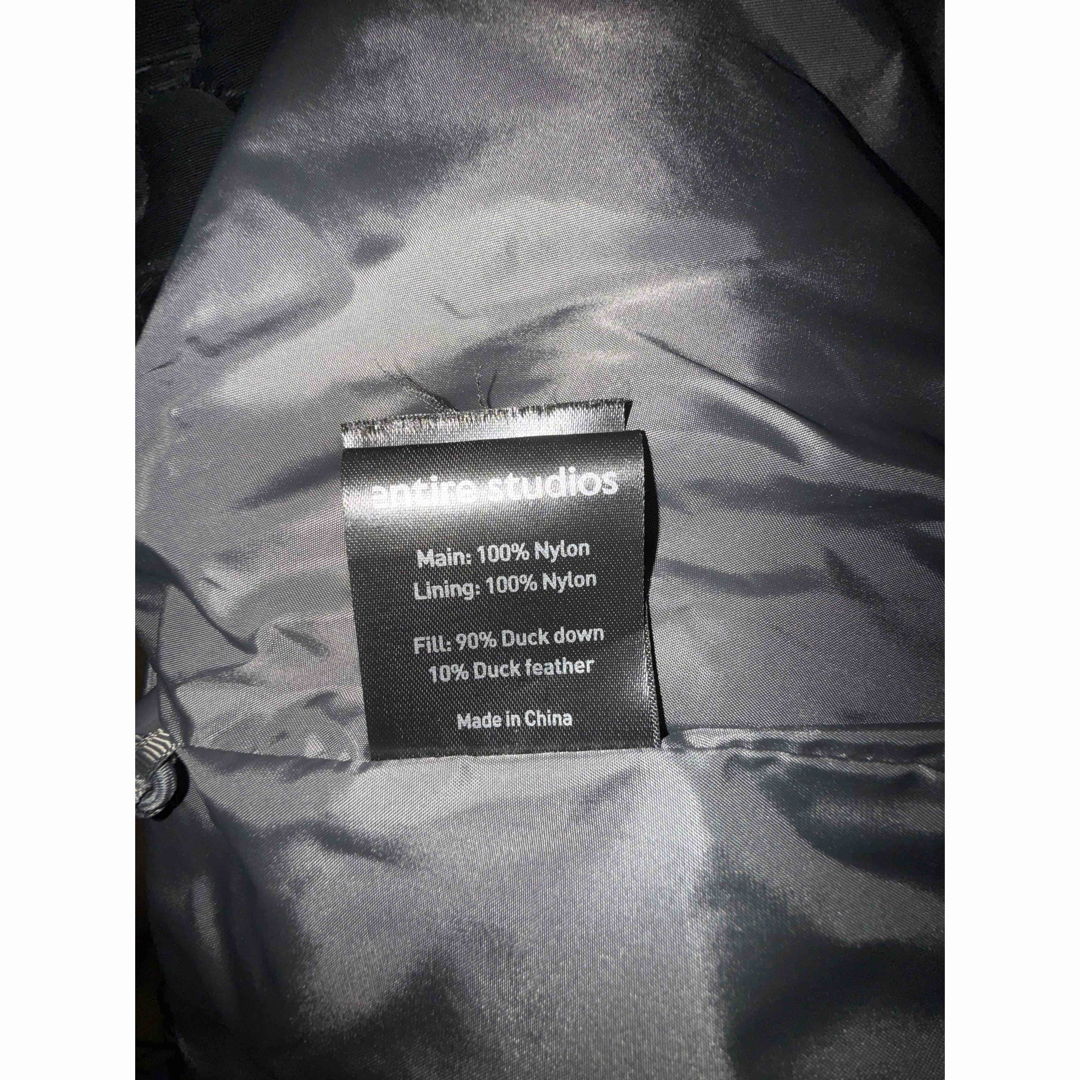 entire studios
Main: 100% Nylon
Lining: 100% Nylon
Fill: 90% Duck down
10% Duck feather
Made in China